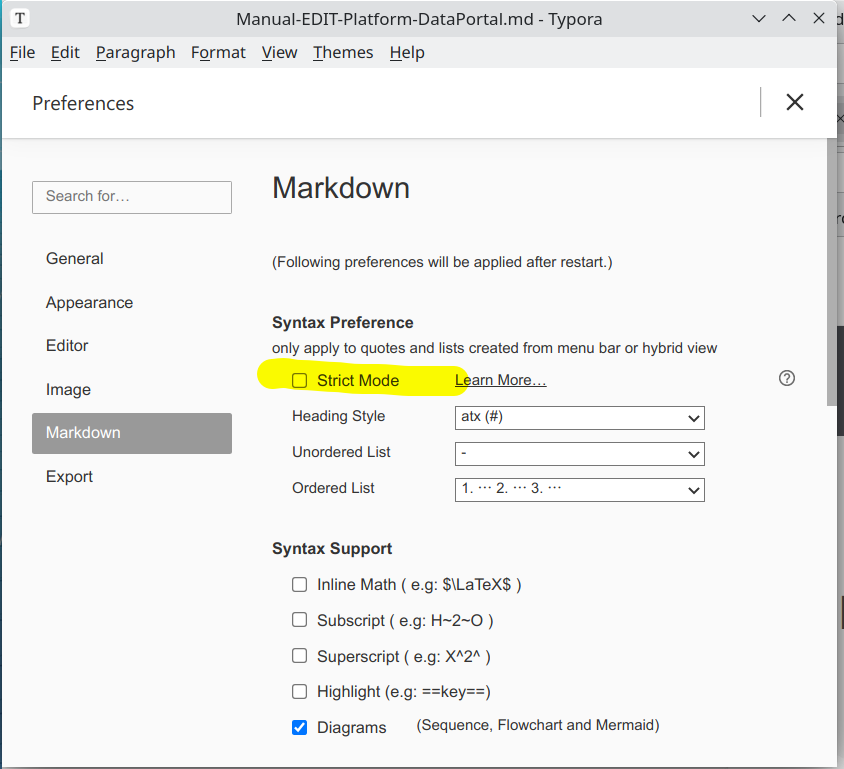 T Manual-EDIT-Platform-DataPortal.md - Typora
File Edit Paragraph Format View Themes Help
Preferences
Search for…
General
Appearance
Editor
Image
Markdown
Export
Markdown
(Following preferences will be applied after restart.)
Syntax Preference
only apply to quotes and lists created from menu bar or hybrid view
Strict Mode Learn More…
Heading Style atx (#)
Unordered List -
Ordered List 1. ··· 2. ··· 3. ···
Syntax Support
Inline Math ( e.g: $\LaTeX$ )
Subscript ( e.g: H~2~O )
Superscript ( e.g: X^2^ )
Highlight (e.g: ==key==)
Diagrams (Sequence, Flowchart and Mermaid)